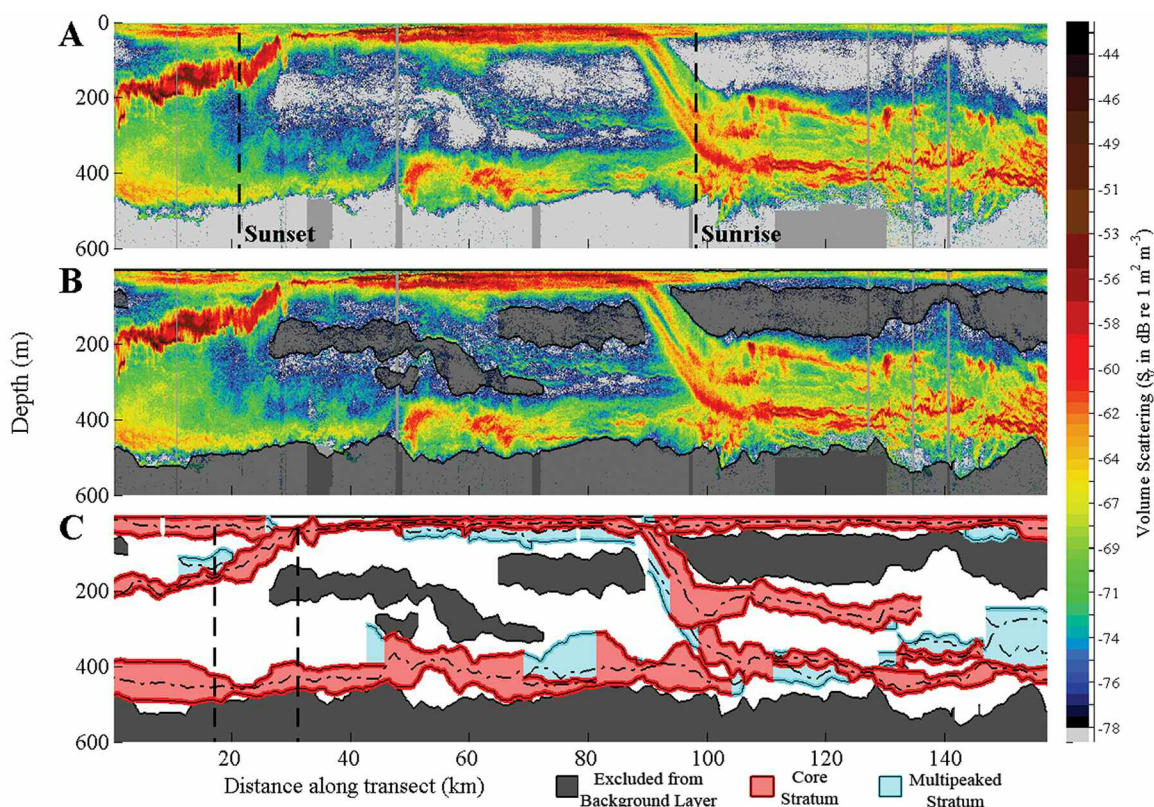 A
0
200
400
600
Sunset
Sunrise
B
0
200
400
600
Depth (m)
C
200
400
600
20
40
60
80
100
120
140
Distance along transect (km)
Excluded from
Background Layer
Core
Stratum
Multipeaked
Stratum
-44
-46
-49
-51
-53
-56
-58
-60
-62
-64
-67
-69
-71
-74
-76
-78
Volume Scattering (Sv, in dB re 1 m² m⁻³)